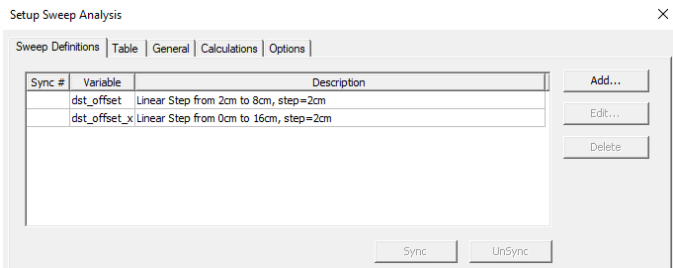 Setup Sweep Analysis
Sweep Definitions Table General Calculations Options
Sync # Variable Description
dst_offset Linear Step from 2cm to 8cm, step=2cm
dst_offset_x Linear Step from 0cm to 16cm, step=2cm
Add...
Edit...
Delete
Sync UnSync